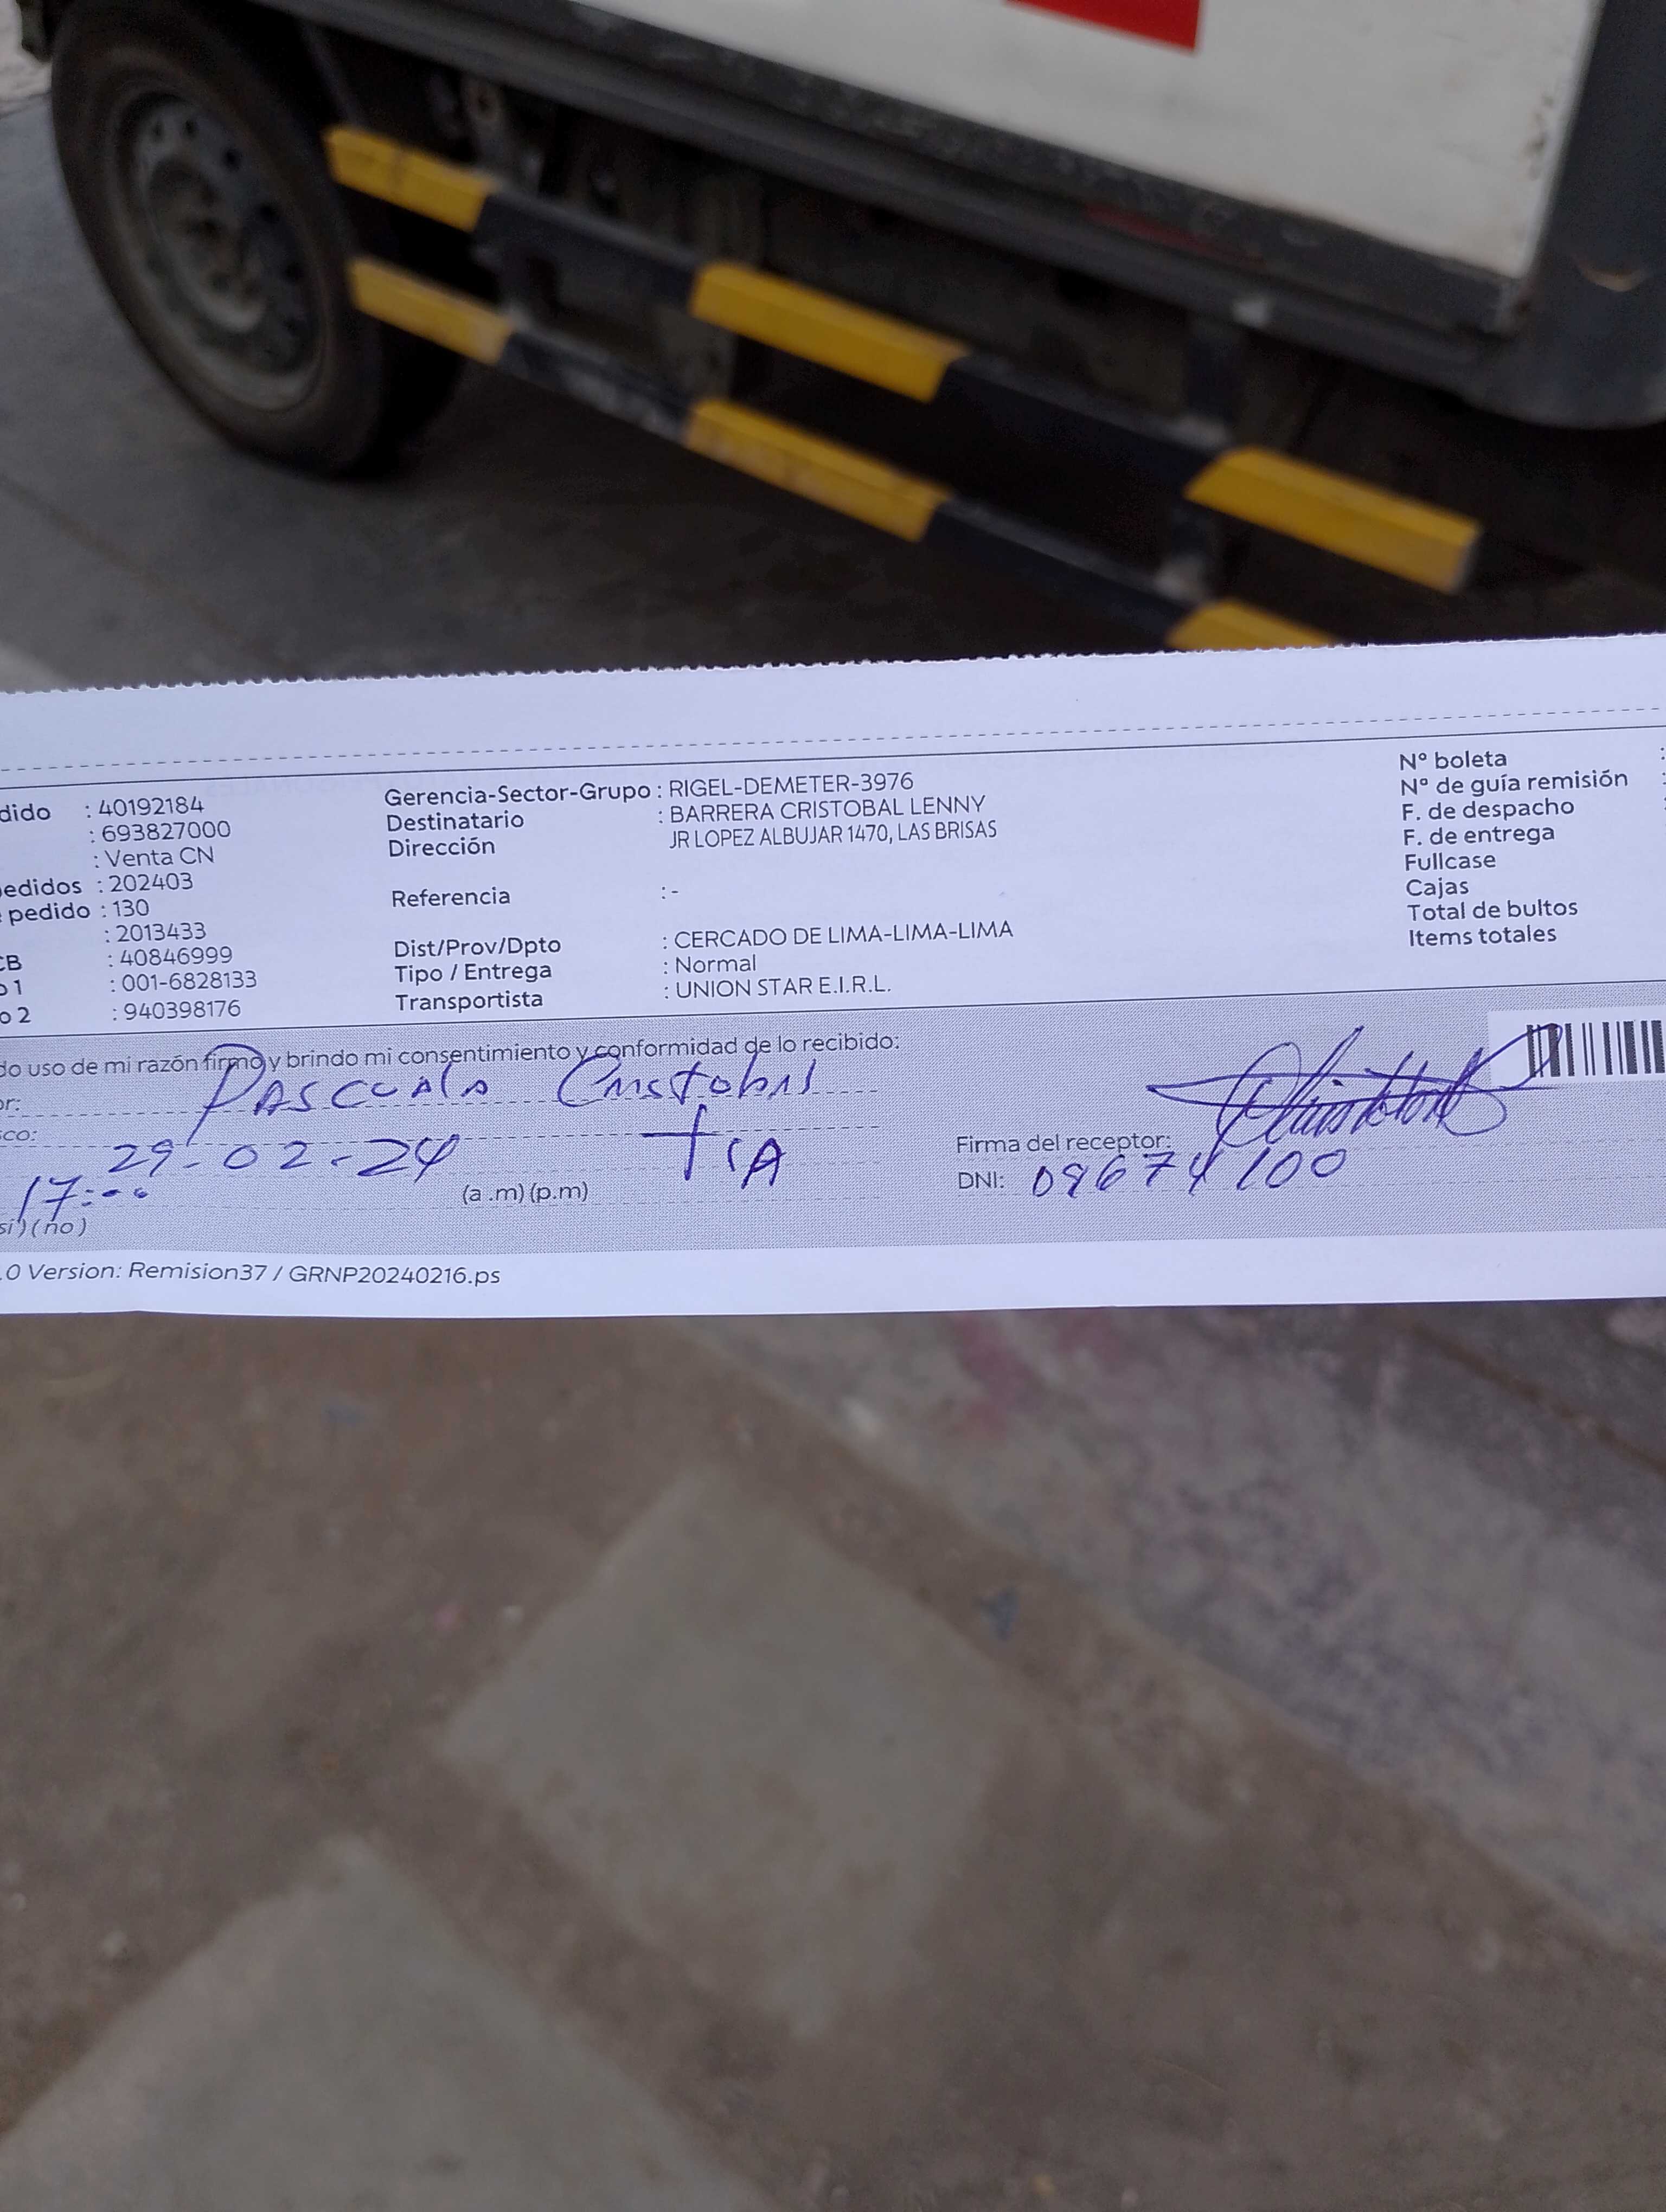 dido : 40192184
: 693827000
: Venta CN
edidos : 202403
pedido : 130
: 2013433
CB : 40846999
o 1 : 001-6828133
o 2 : 940398176
Gerencia-Sector-Grupo : RIGEL-DEMETER-3976
Destinatario : BARRERA CRISTOBAL LENNY
Dirección JR LOPEZ ALBUJAR 1470, LAS BRISAS
Referencia : -
Dist/Prov/Dpto : CERCADO DE LIMA-LIMA-LIMA
Tipo / Entrega : Normal
Transportista : UNION STAR E.I.R.L.
Nº boleta :
Nº de guía remisión :
F. de despacho :
F. de entrega
Fullcase
Cajas
Total de bultos
Items totales
do uso de mi razón firmo y brindo mi consentimiento y conformidad de lo recibido:
or: Pascuala Cristobal
sco: TIA
29-02-24
17:00 (a .m) (p.m)
si ) ( no )
Firma del receptor:
DNI: 09674100
.0 Version: Remision37 / GRNP20240216.ps